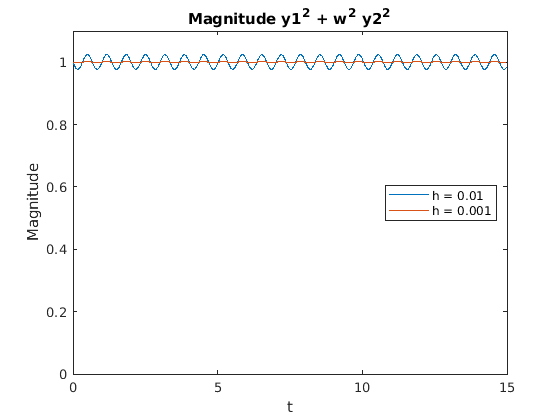 Magnitude y1² + w² y2²
1
0.8
0.6
0.4
0.2
0
Magnitude
h = 0.01
h = 0.001
0 5 10 15
t